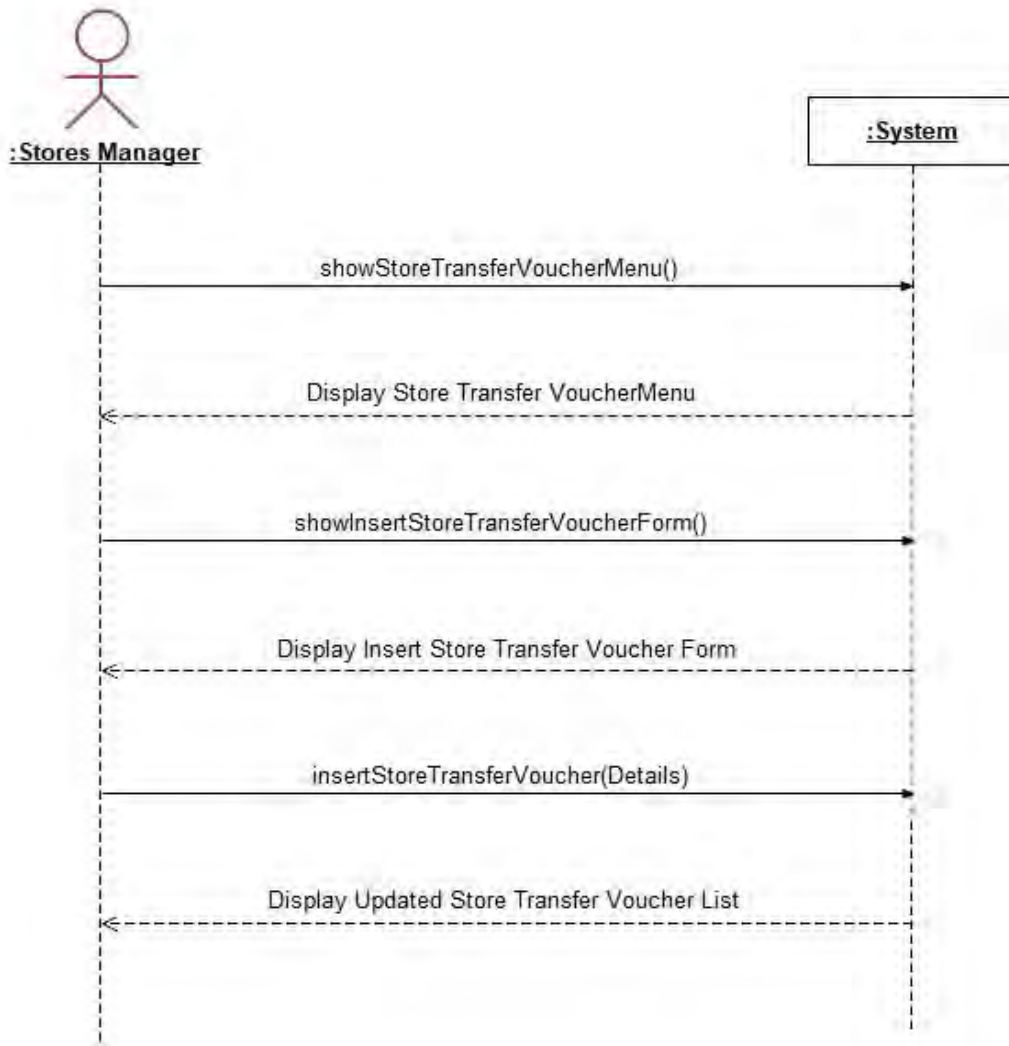 :Stores Manager
:System
showStoreTransferVoucherMenu()
Display Store Transfer VoucherMenu
showInsertStoreTransferVoucherForm()
Display Insert Store Transfer Voucher Form
insertStoreTransferVoucher(Details)
Display Updated Store Transfer Voucher List